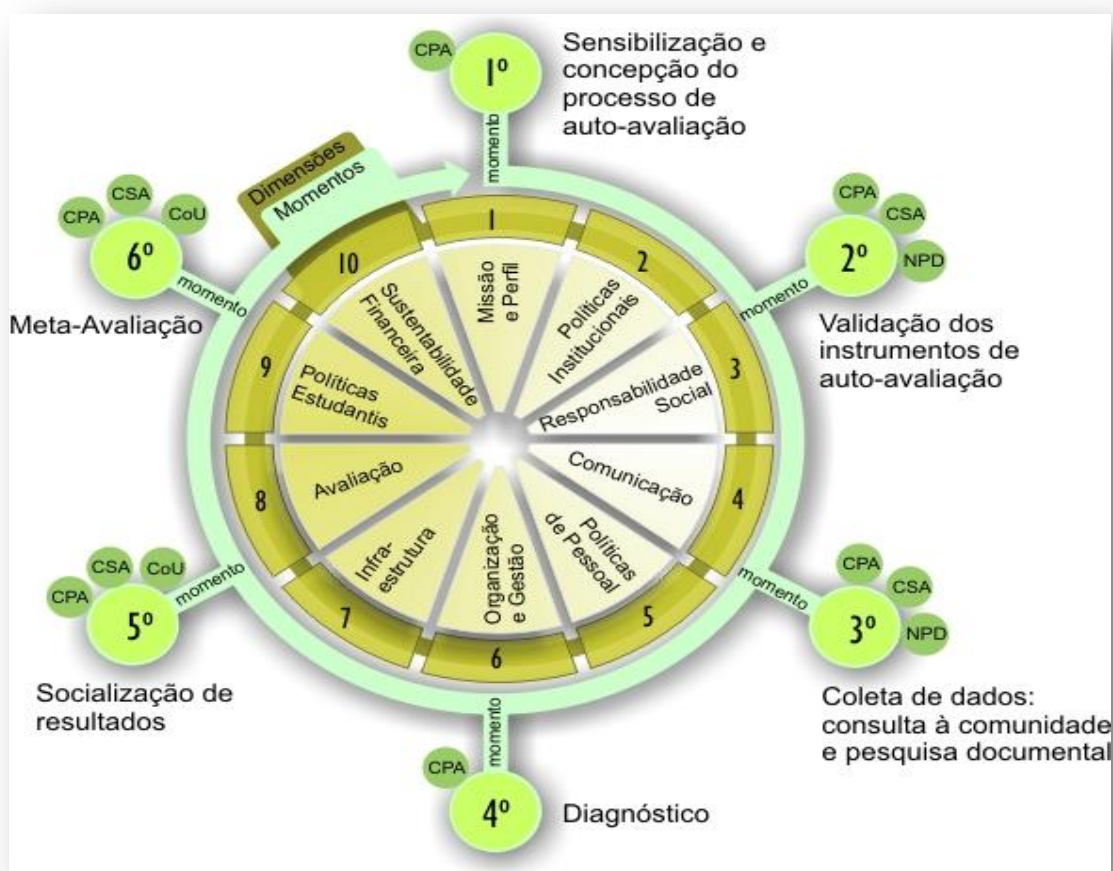 CPA
1º
momento
Sensibilização e
concepção do
processo de
auto-avaliação
CPA
CSA
NPD
2º
momento
Validação dos
instrumentos de
auto-avaliação
CPA
CSA
NPD
3º
momento
Coleta de dados:
consulta à comunidade
e pesquisa documental
CPA
4º
momento
Diagnóstico
CPA
CSA
CoU
5º
momento
Socialização de
resultados
CPA
CSA
CoU
6º
momento
Meta-Avaliação
Dimensões
Momentos
1
Missão
e Perfil
2
Políticas
Institucionais
3
Responsabilidade
Social
4
Comunicação
5
Políticas
de Pessoal
6
Organização
e Gestão
7
Infra-
estrutura
8
Avaliação
9
Políticas
Estudantis
10
Sustentabilidade
Financeira